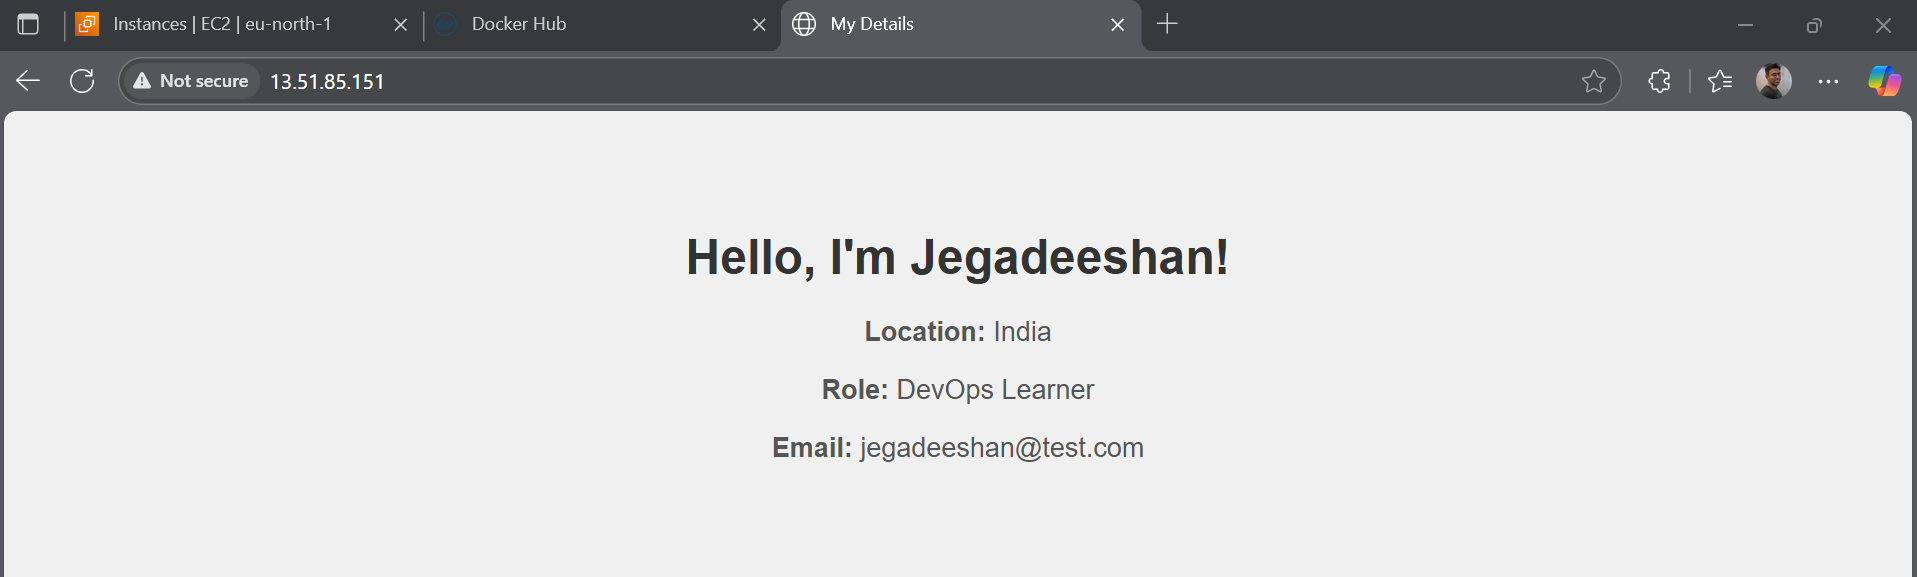 Instances | EC2 | eu-north-1
Docker Hub
My Details
Not secure
13.51.85.151
Hello, I'm Jegadeeshan!
Location: India
Role: DevOps Learner
Email: jegadeeshan@test.com